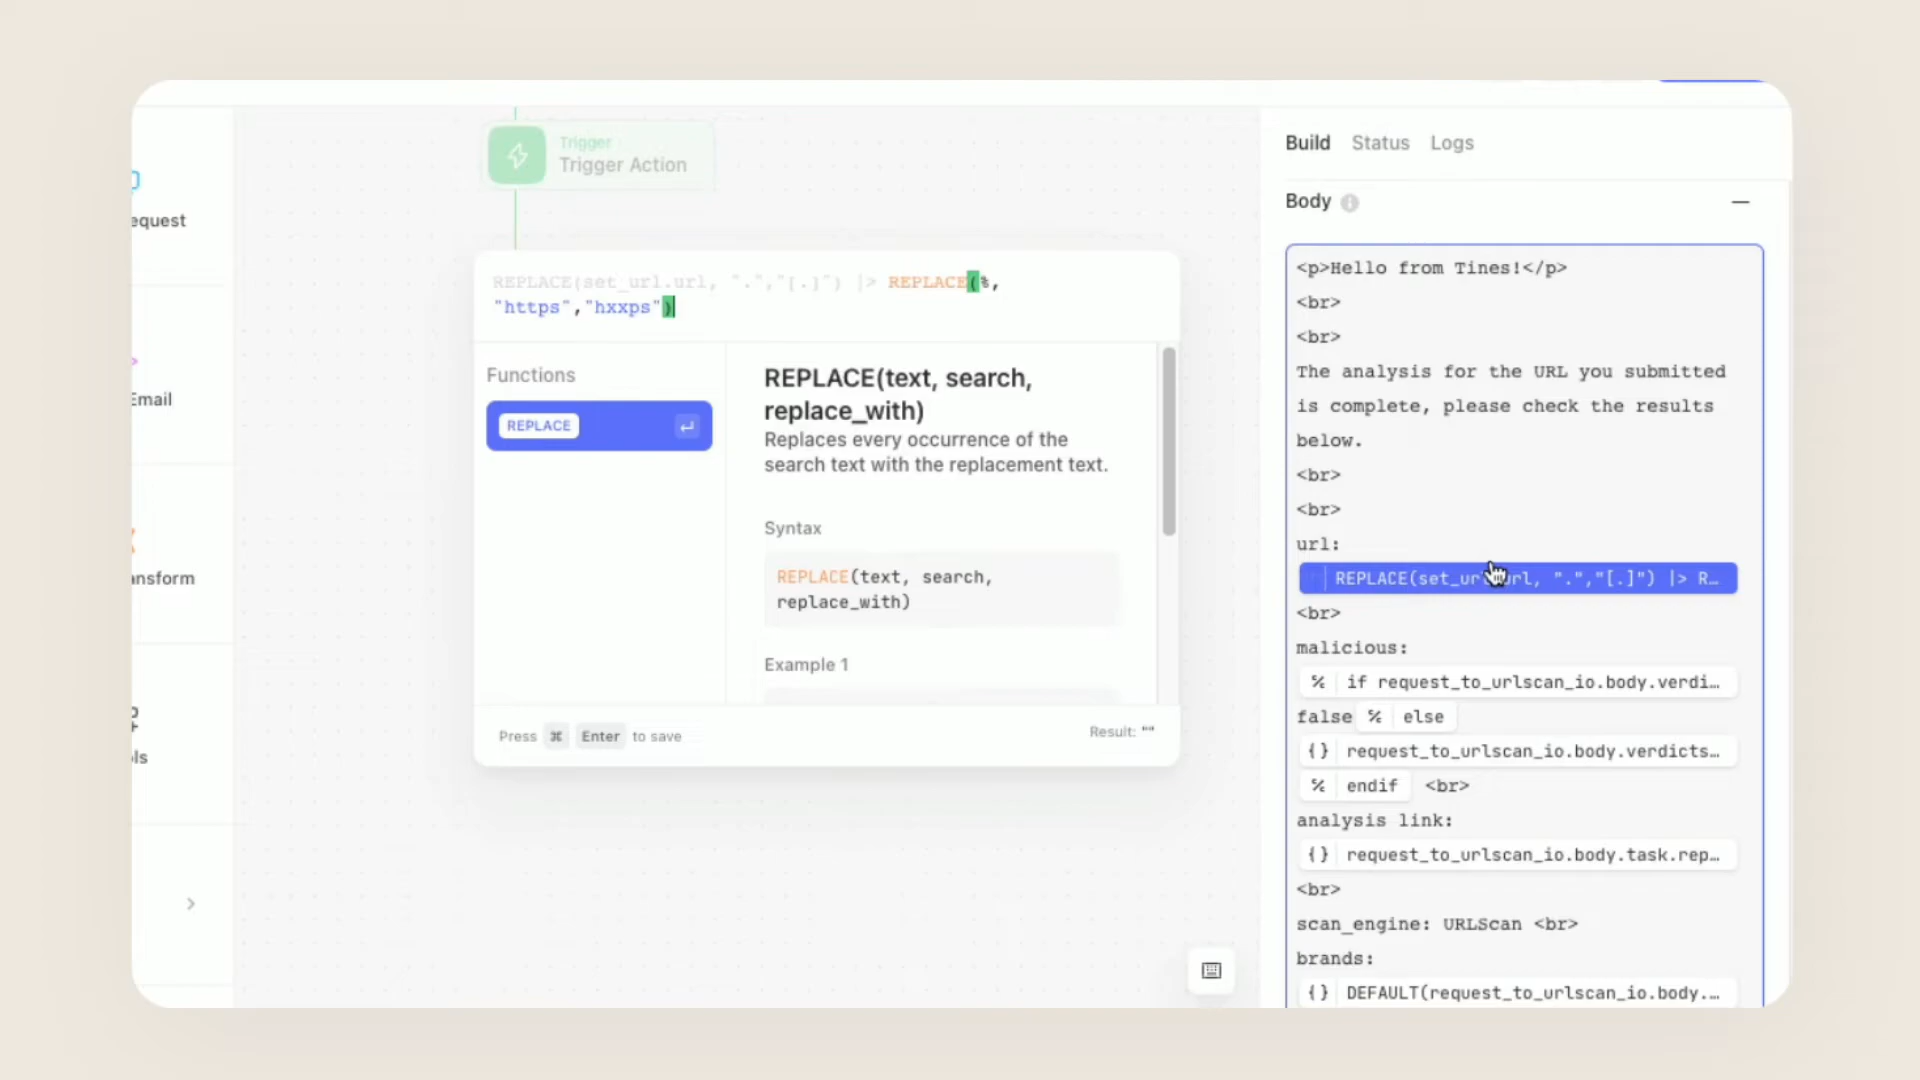 equest
Email
ansform
ls
Trigger
Trigger Action
REPLACE(set_url.url, ".","[.]") |> REPLACE(%,
"https","hxxps")
Functions
REPLACE
REPLACE(text, search,
replace_with)
Replaces every occurrence of the
search text with the replacement text.
Syntax
REPLACE(text, search,
replace_with)
Example 1
Press ⌘ Enter to save
Result: ""
Build Status Logs
Body
<p>Hello from Tines!</p>
<br>
<br>
The analysis for the URL you submitted
is complete, please check the results
below.
<br>
<br>
url:
REPLACE(set_ur url, ".","[.]") |> R…
<br>
malicious:
% if request_to_urlscan_io.body.verdi…
false % else
{} request_to_urlscan_io.body.verdicts…
% endif <br>
analysis link:
{} request_to_urlscan_io.body.task.rep…
<br>
scan_engine: URLScan <br>
brands:
{} DEFAULT(request_to_urlscan_io.body.…